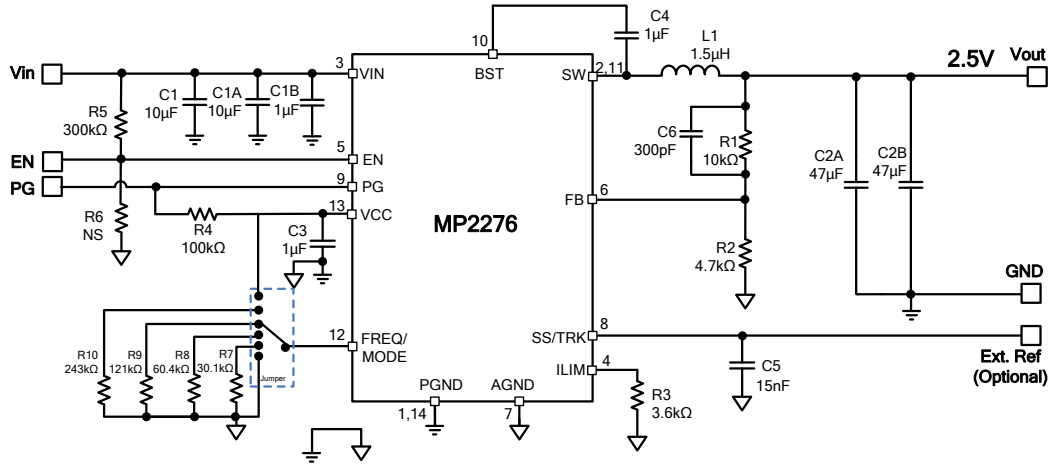 C4
1µF
L1
1.5µH
10
BST
2.5V
Vout
Vin
3
VIN
SW
2,11
C1
10µF
C1A
10µF
C1B
1µF
R5
300kΩ
C6
300pF
R1
10kΩ
C2A
47µF
C2B
47µF
EN
5
EN
PG
9
PG
13
VCC
FB
6
MP2276
R6
NS
R4
100kΩ
C3
1µF
R2
4.7kΩ
GND
12
FREQ/
MODE
SS/TRK
8
Ext. Ref
(Optional)
R10
243kΩ
R9
121kΩ
R8
60.4kΩ
R7
30.1kΩ
Jumper
ILIM
4
C5
15nF
R3
3.6kΩ
PGND
1,14
AGND
7